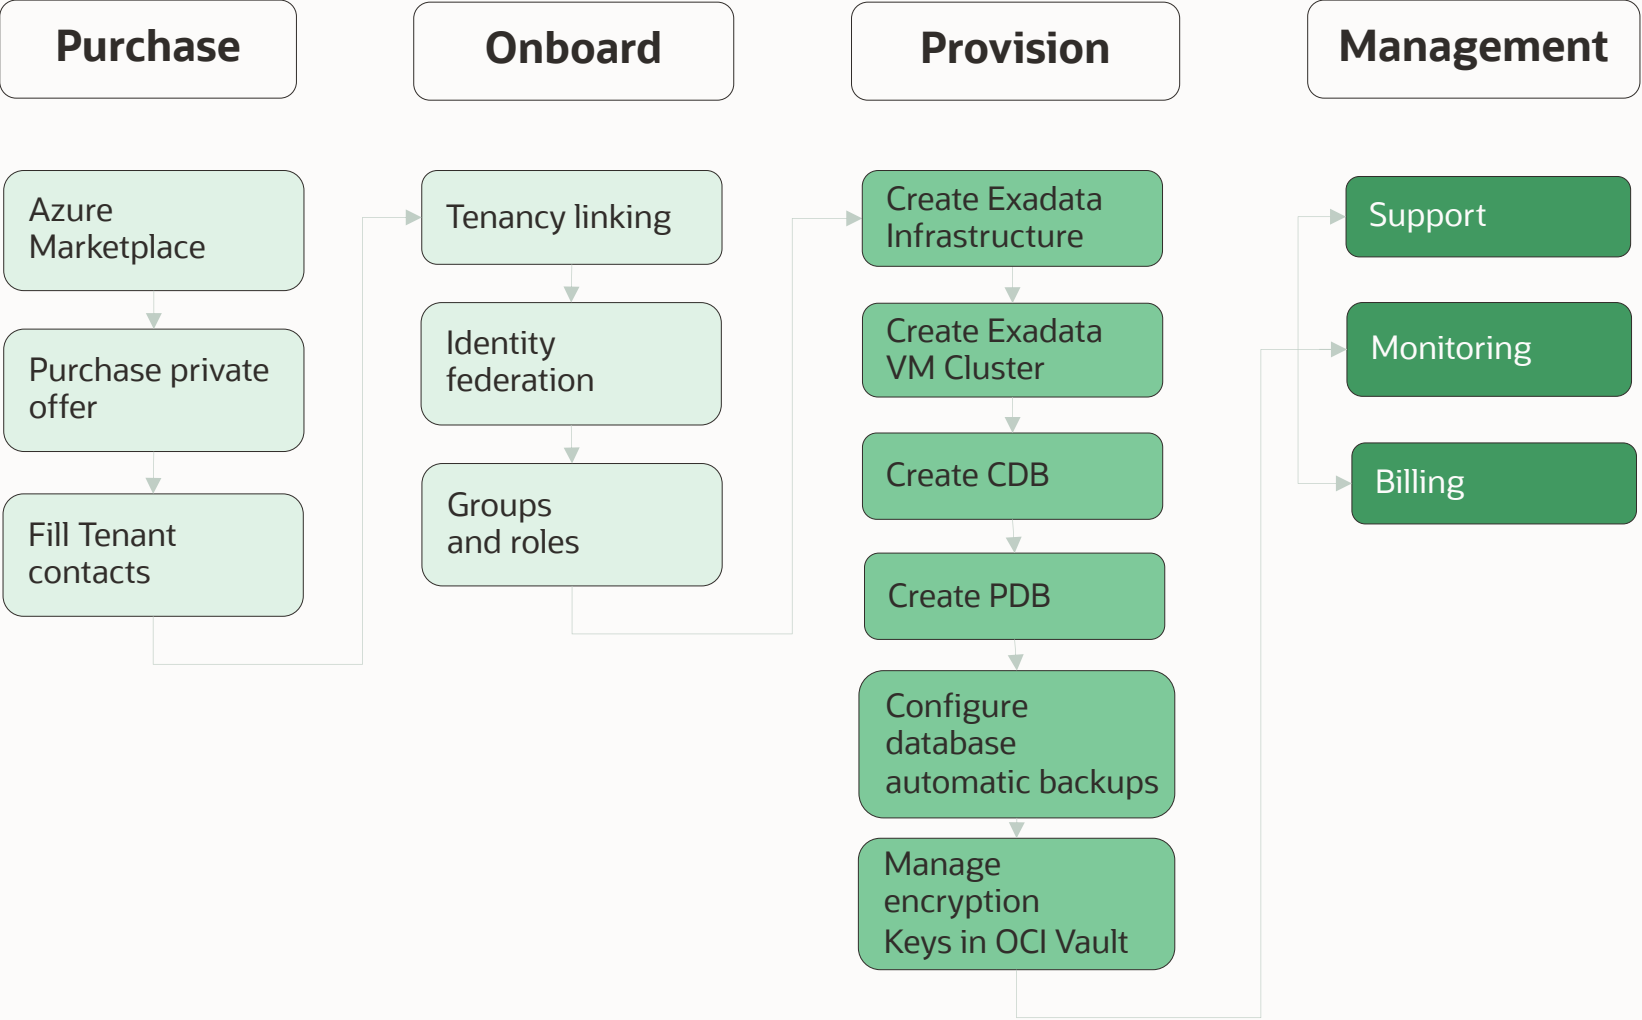 Purchase
Onboard
Provision
Management
Azure
Marketplace
Purchase private
offer
Fill Tenant
contacts
Tenancy linking
Identity
federation
Groups
and roles
Create Exadata
Infrastructure
Create Exadata
VM Cluster
Create CDB
Create PDB
Configure
database
automatic backups
Manage
encryption
Keys in OCI Vault
Support
Monitoring
Billing